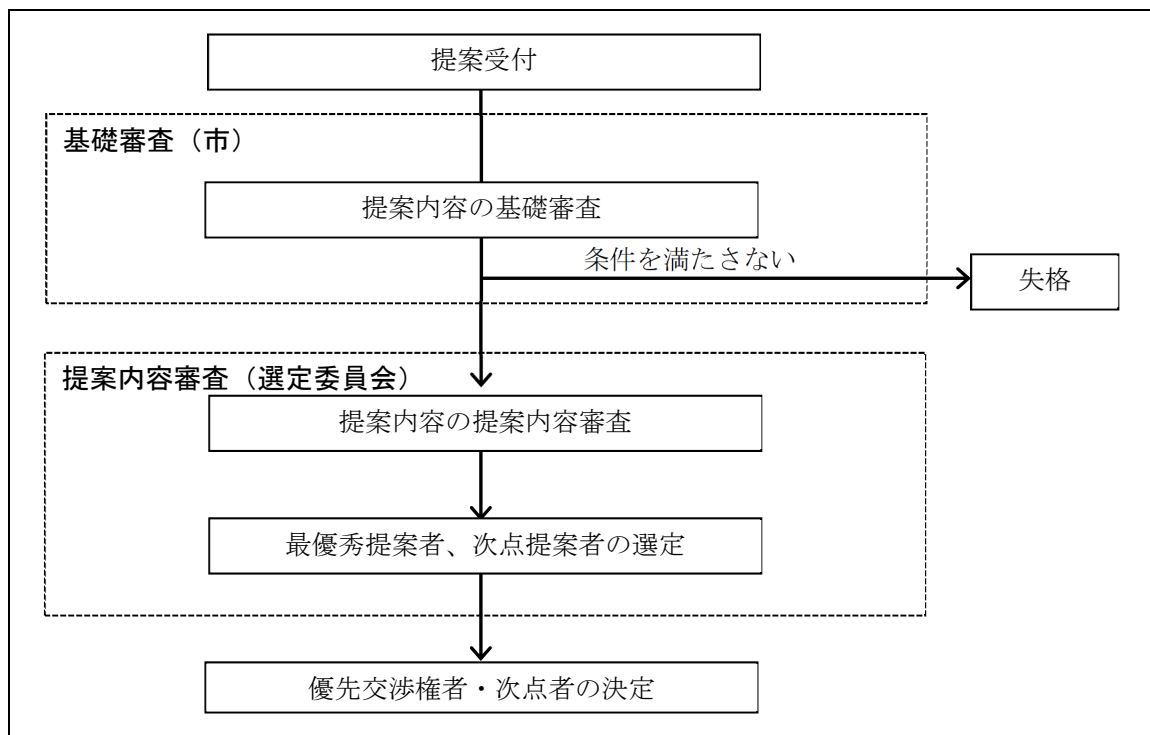 提案受付
基礎審査（市）
提案内容の基礎審査
条件を満たさない
失格
提案内容審査（選定委員会）
提案内容の提案内容審査
最優秀提案者、次点提案者の選定
優先交渉権者・次点者の決定